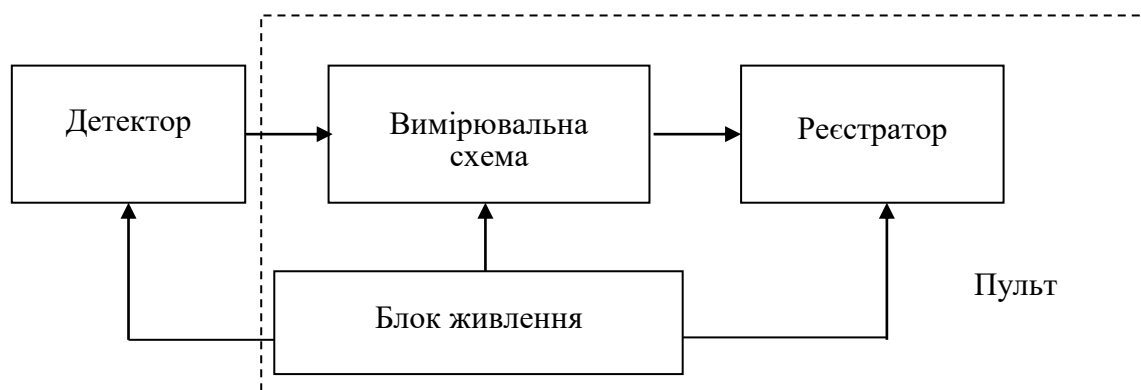 Детектор
Вимірювальна
схема
Реєстратор
Блок живлення
Пульт